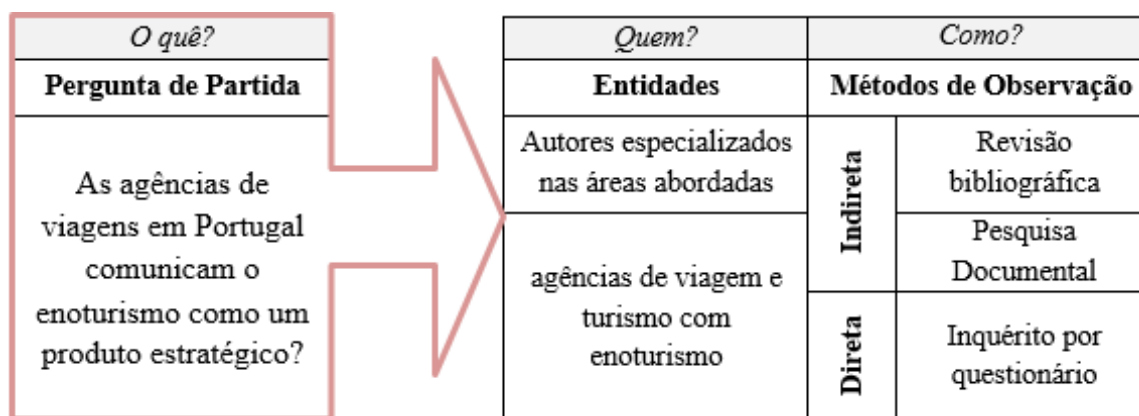 O quê?
Pergunta de Partida
As agências de
viagens em Portugal
comunicam o
enoturismo como um
produto estratégico?
Quem?
Como?
Entidades
Métodos de Observação
Autores especializados
nas áreas abordadas
Indireta
Revisão
bibliográfica
Pesquisa
Documental
agências de viagem e
turismo com
enoturismo
Direta
Inquérito por
questionário